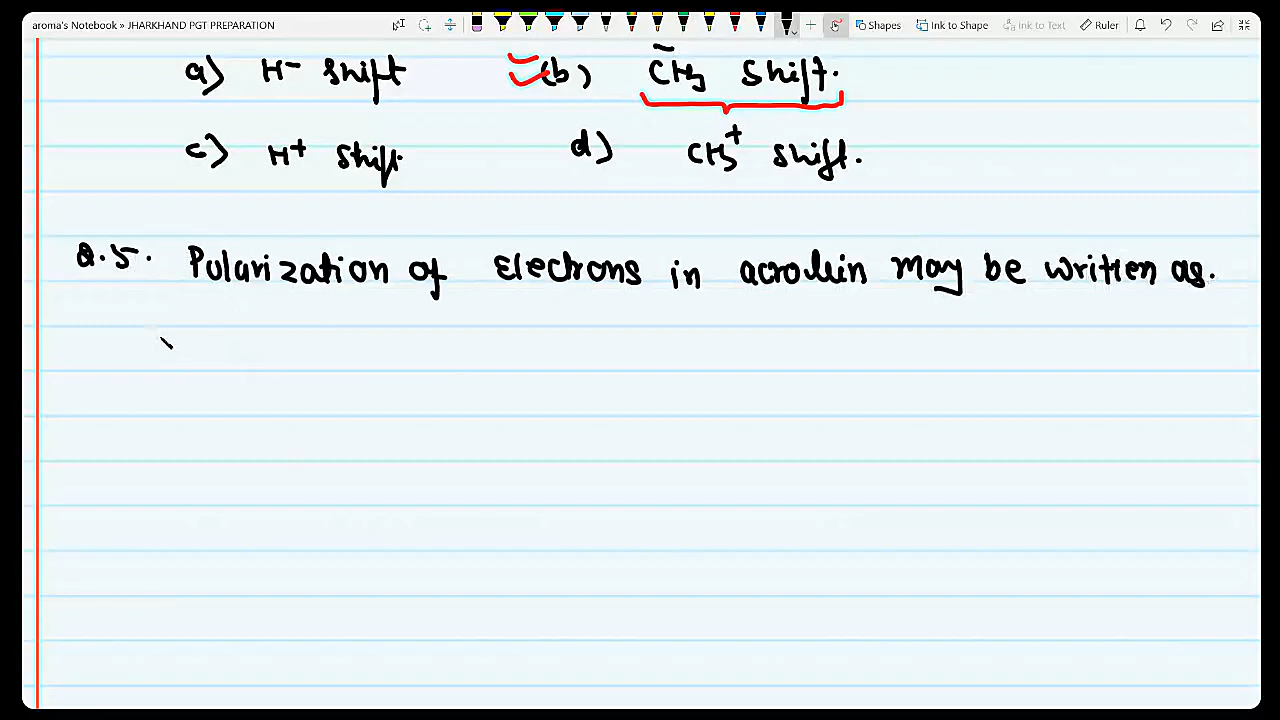 aroma's Notebook » JHARKHAND PGT PREPARATION
Shapes
Ink to Shape
Ink to Text
Ruler
a) H⁻ shift (b) C̄H₃ shift.
c) H⁺ shift. d) CH₃⁺ shift.
Q.5. Polarization of Electrons in acrolein may be written as.